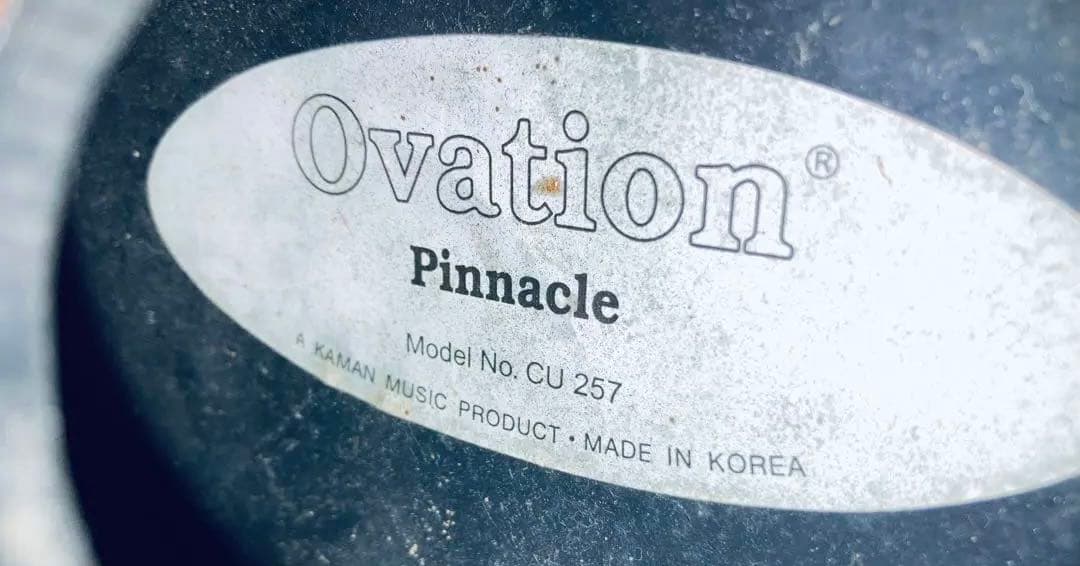 Ovation®
Pinnacle
Model No. CU 257
A KAMAN MUSIC PRODUCT • MADE IN KOREA